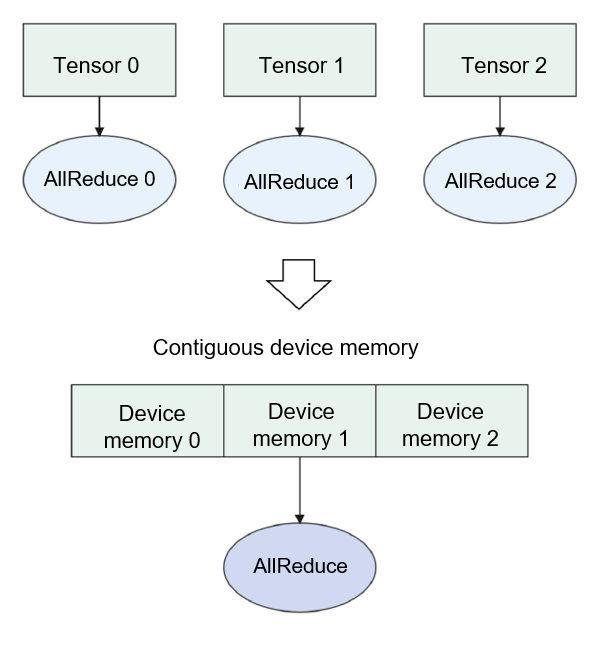 Tensor 0
Tensor 1
Tensor 2
AllReduce 0
AllReduce 1
AllReduce 2
Contiguous device memory
Device
memory 0
Device
memory 1
Device
memory 2
AllReduce